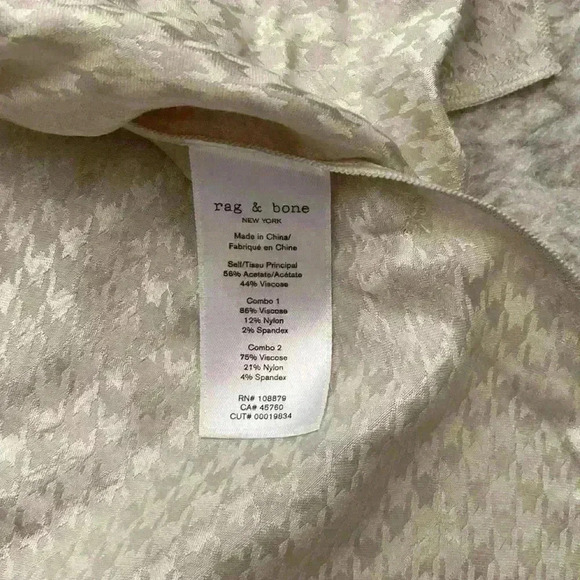 rag & bone
NEW YORK
Made in China/
Fabriqué en Chine
Self/Tissu Principal
56% Acetate/Acétate
44% Viscose
Combo 1
86% Viscose
12% Nylon
2% Spandex
Combo 2
75% Viscose
21% Nylon
4% Spandex
RN# 108879
CA# 45760
CUT# 00019834